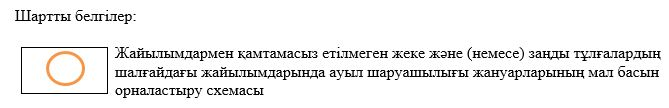 Шартты белгілер:
Жайылымдармен қамтамасыз етілмеген жеке және (немесе) заңды тұлғалардың
шалғайдағы жайылымдарында ауыл шаруашылығы жануарларының мал басын
орналастыру схемасы